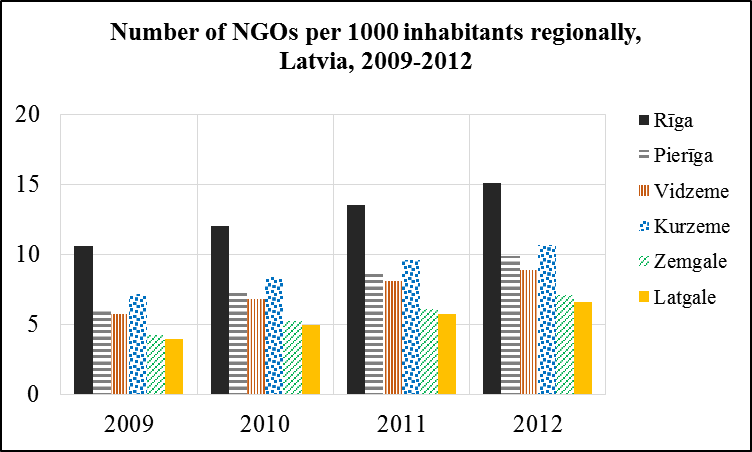 Number of NGOs per 1000 inhabitants regionally,
Latvia, 2009-2012
20
15
10
5
0
2009
2010
2011
2012
Rīga
Pierīga
Vidzeme
Kurzeme
Zemgale
Latgale